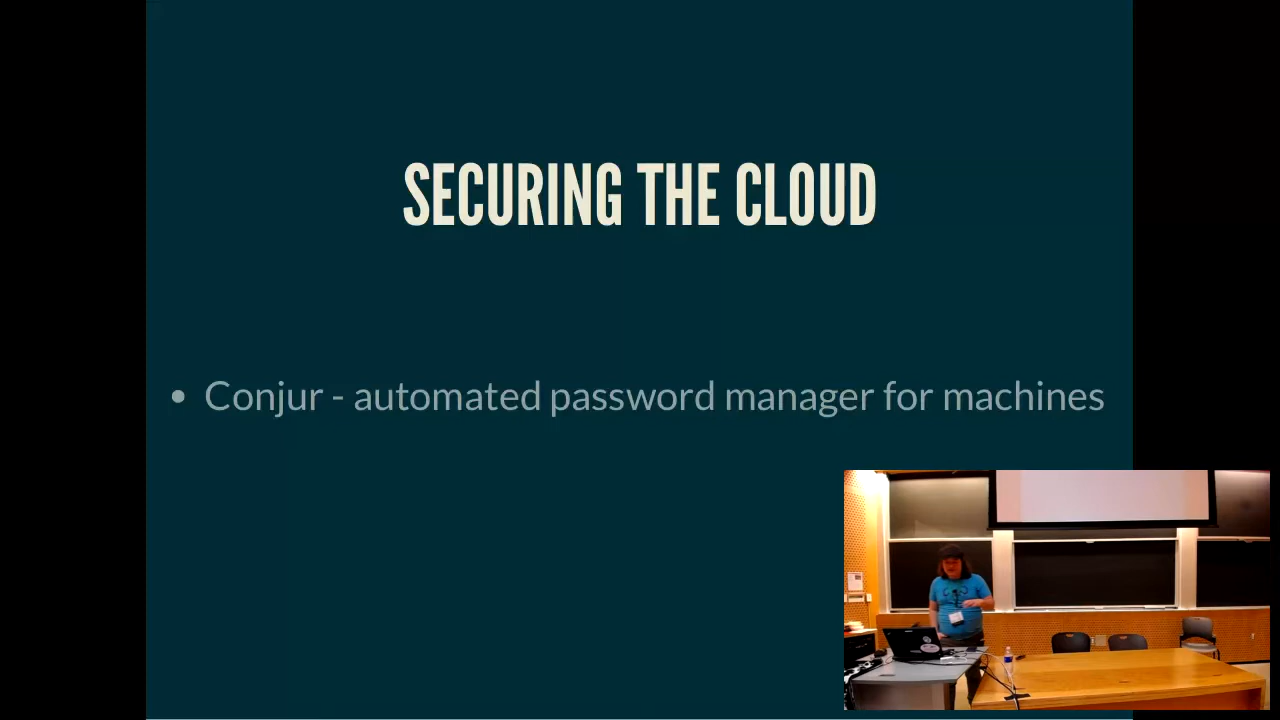 SECURING THE CLOUD
• Conjur - automated password manager for machines